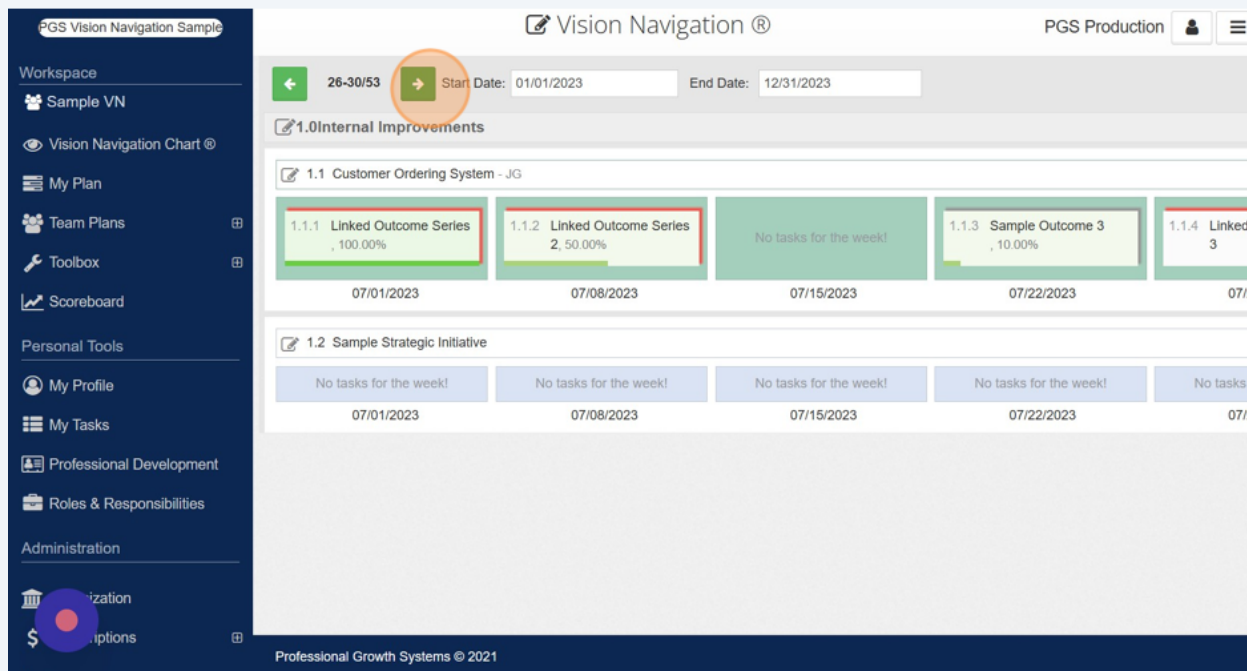 PGS Vision Navigation Sample
Vision Navigation ®
PGS Production
Workspace
Sample VN
Vision Navigation Chart ®
My Plan
Team Plans
Toolbox
Scoreboard
Personal Tools
My Profile
My Tasks
Professional Development
Roles & Responsibilities
Administration
ization
$ iptions
26-30/53
Start Date: 01/01/2023
End Date: 12/31/2023
1.0Internal Improvements
1.1 Customer Ordering System - JG
1.1.1 Linked Outcome Series
, 100.00%
1.1.2 Linked Outcome Series
2, 50.00%
No tasks for the week!
1.1.3 Sample Outcome 3
, 10.00%
1.1.4 Linked
3
07/01/2023
07/08/2023
07/15/2023
07/22/2023
07/
1.2 Sample Strategic Initiative
No tasks for the week!
No tasks for the week!
No tasks for the week!
No tasks for the week!
No tasks
07/01/2023
07/08/2023
07/15/2023
07/22/2023
07/
Professional Growth Systems © 2021